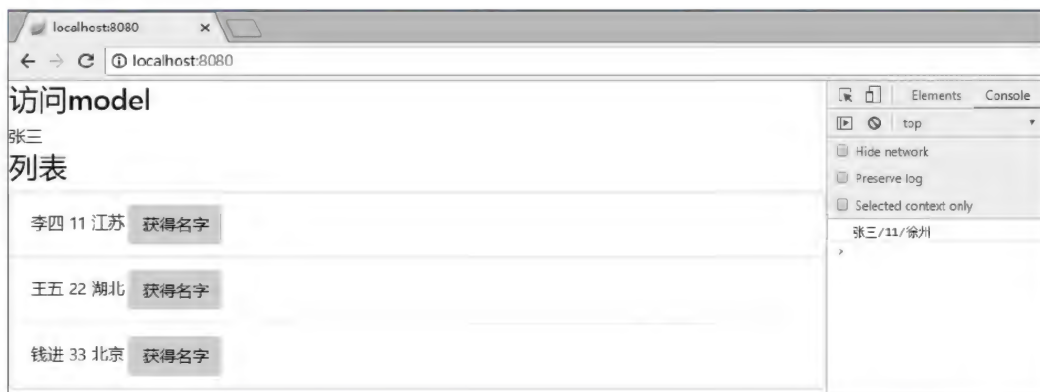 localhost:8080
localhost:8080
访问model
张三
列表
李四 11 江苏 获得名字
王五 22 湖北 获得名字
钱进 33 北京 获得名字
Elements Console
top
Hide network
Preserve log
Selected context only
张三/11/徐州